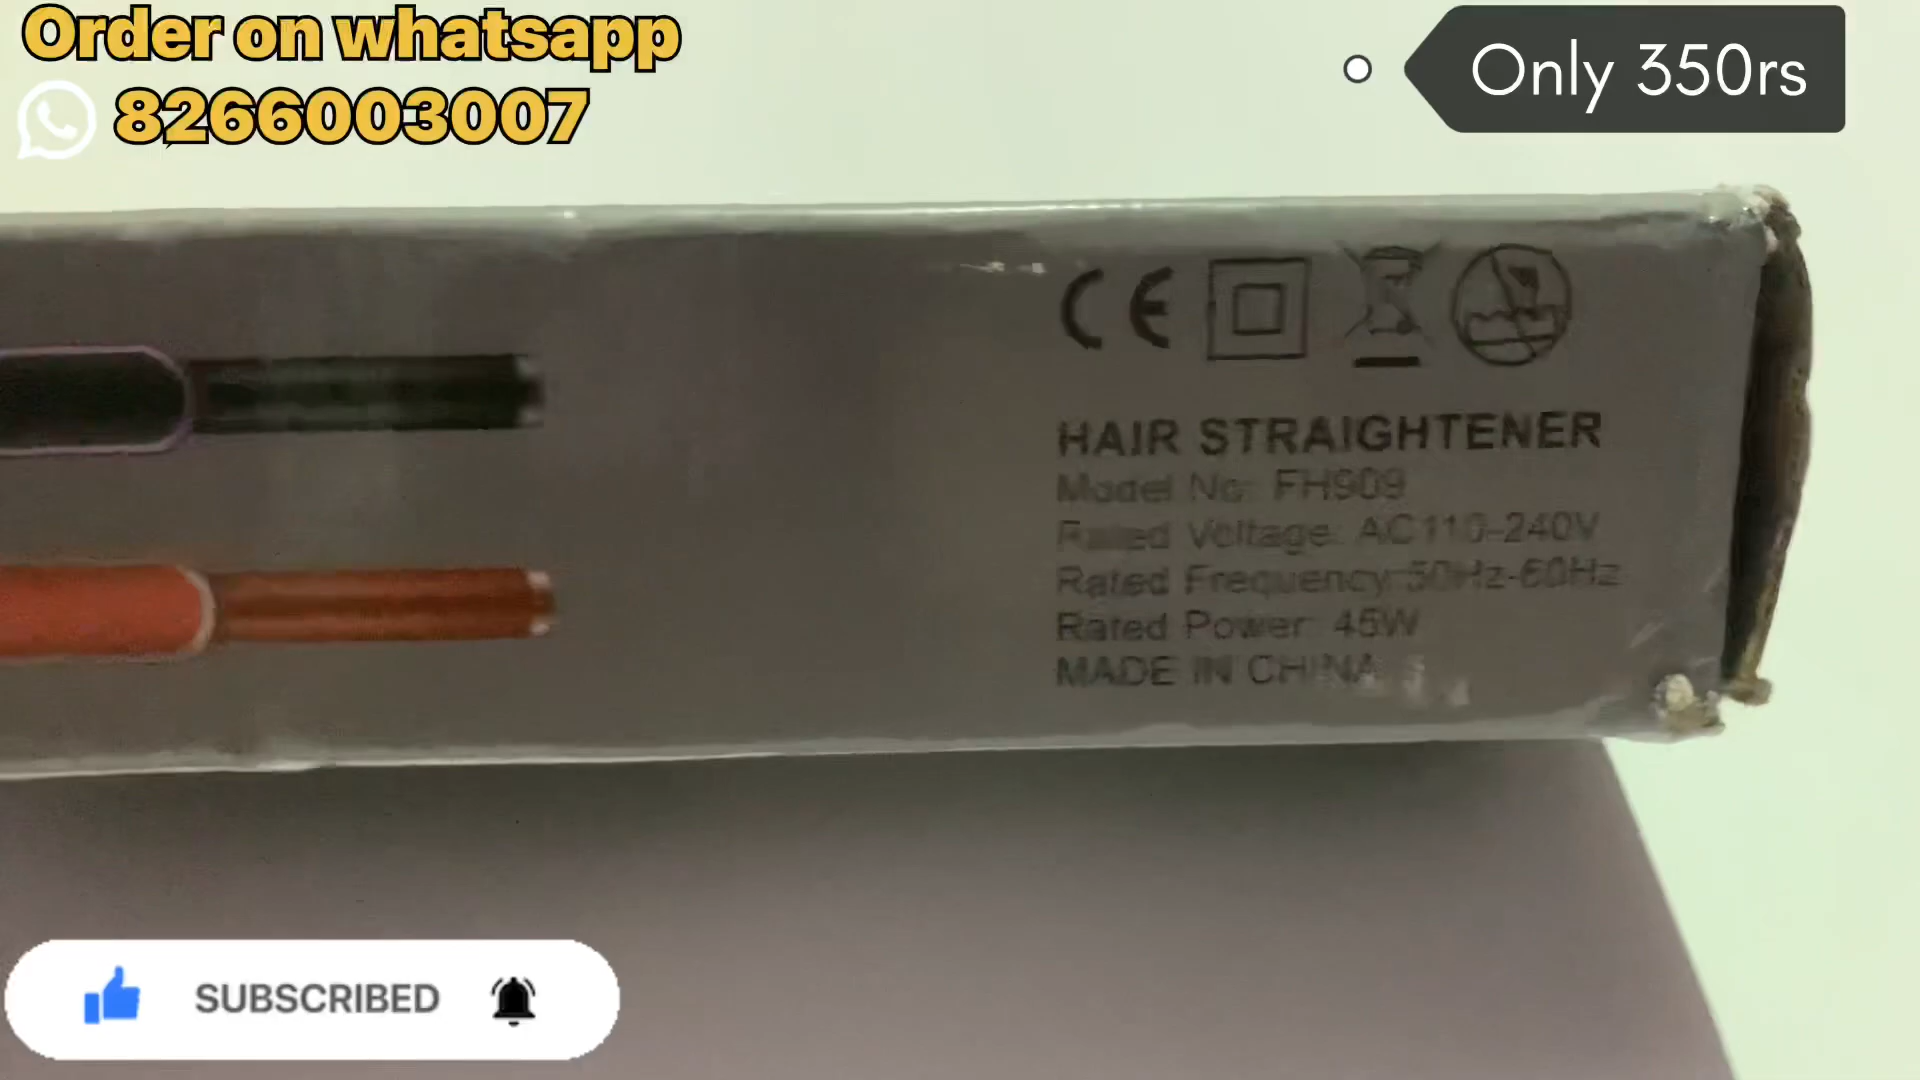 Order on whatsapp
8266003007
Only 350rs
CE
HAIR STRAIGHTENER
Model No: FH909
Rated Voltage: AC110-240V
Rated Frequency:50Hz-60Hz
Rated Power: 45W
MADE IN CHINA
SUBSCRIBED